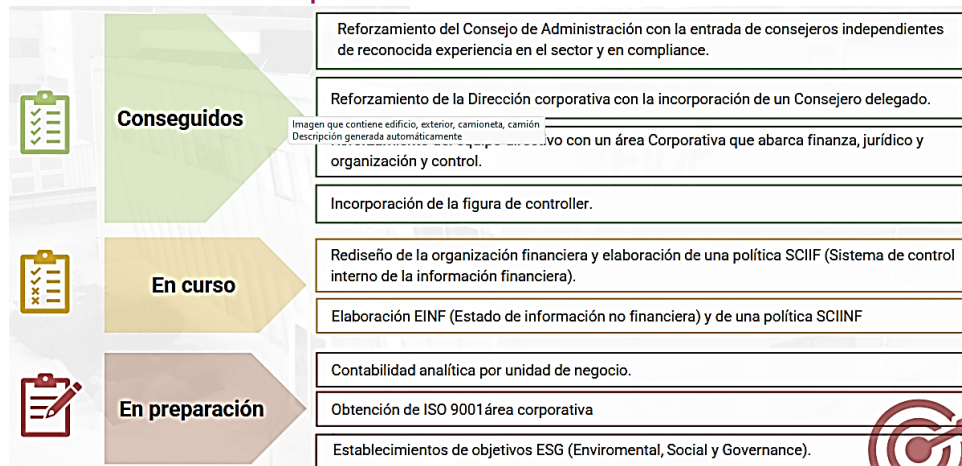 Reforzamiento del Consejo de Administración con la entrada de consejeros independientes
de reconocida experiencia en el sector y en compliance.
Conseguidos
Reforzamiento de la Dirección corporativa con la incorporación de un Consejero delegado.
Imagen que contiene edificio, exterior, camioneta, camión
Descripción generada automáticamente
con un área Corporativa que abarca finanza, jurídico y
organización y control.
Incorporación de la figura de controller.
En curso
Rediseño de la organización financiera y elaboración de una política SCIIF (Sistema de control
interno de la información financiera).
Elaboración EINF (Estado de información no financiera) y de una política SCIINF
En preparación
Contabilidad analítica por unidad de negocio.
Obtención de ISO 9001área corporativa
Establecimientos de objetivos ESG (Enviromental, Social y Governance).